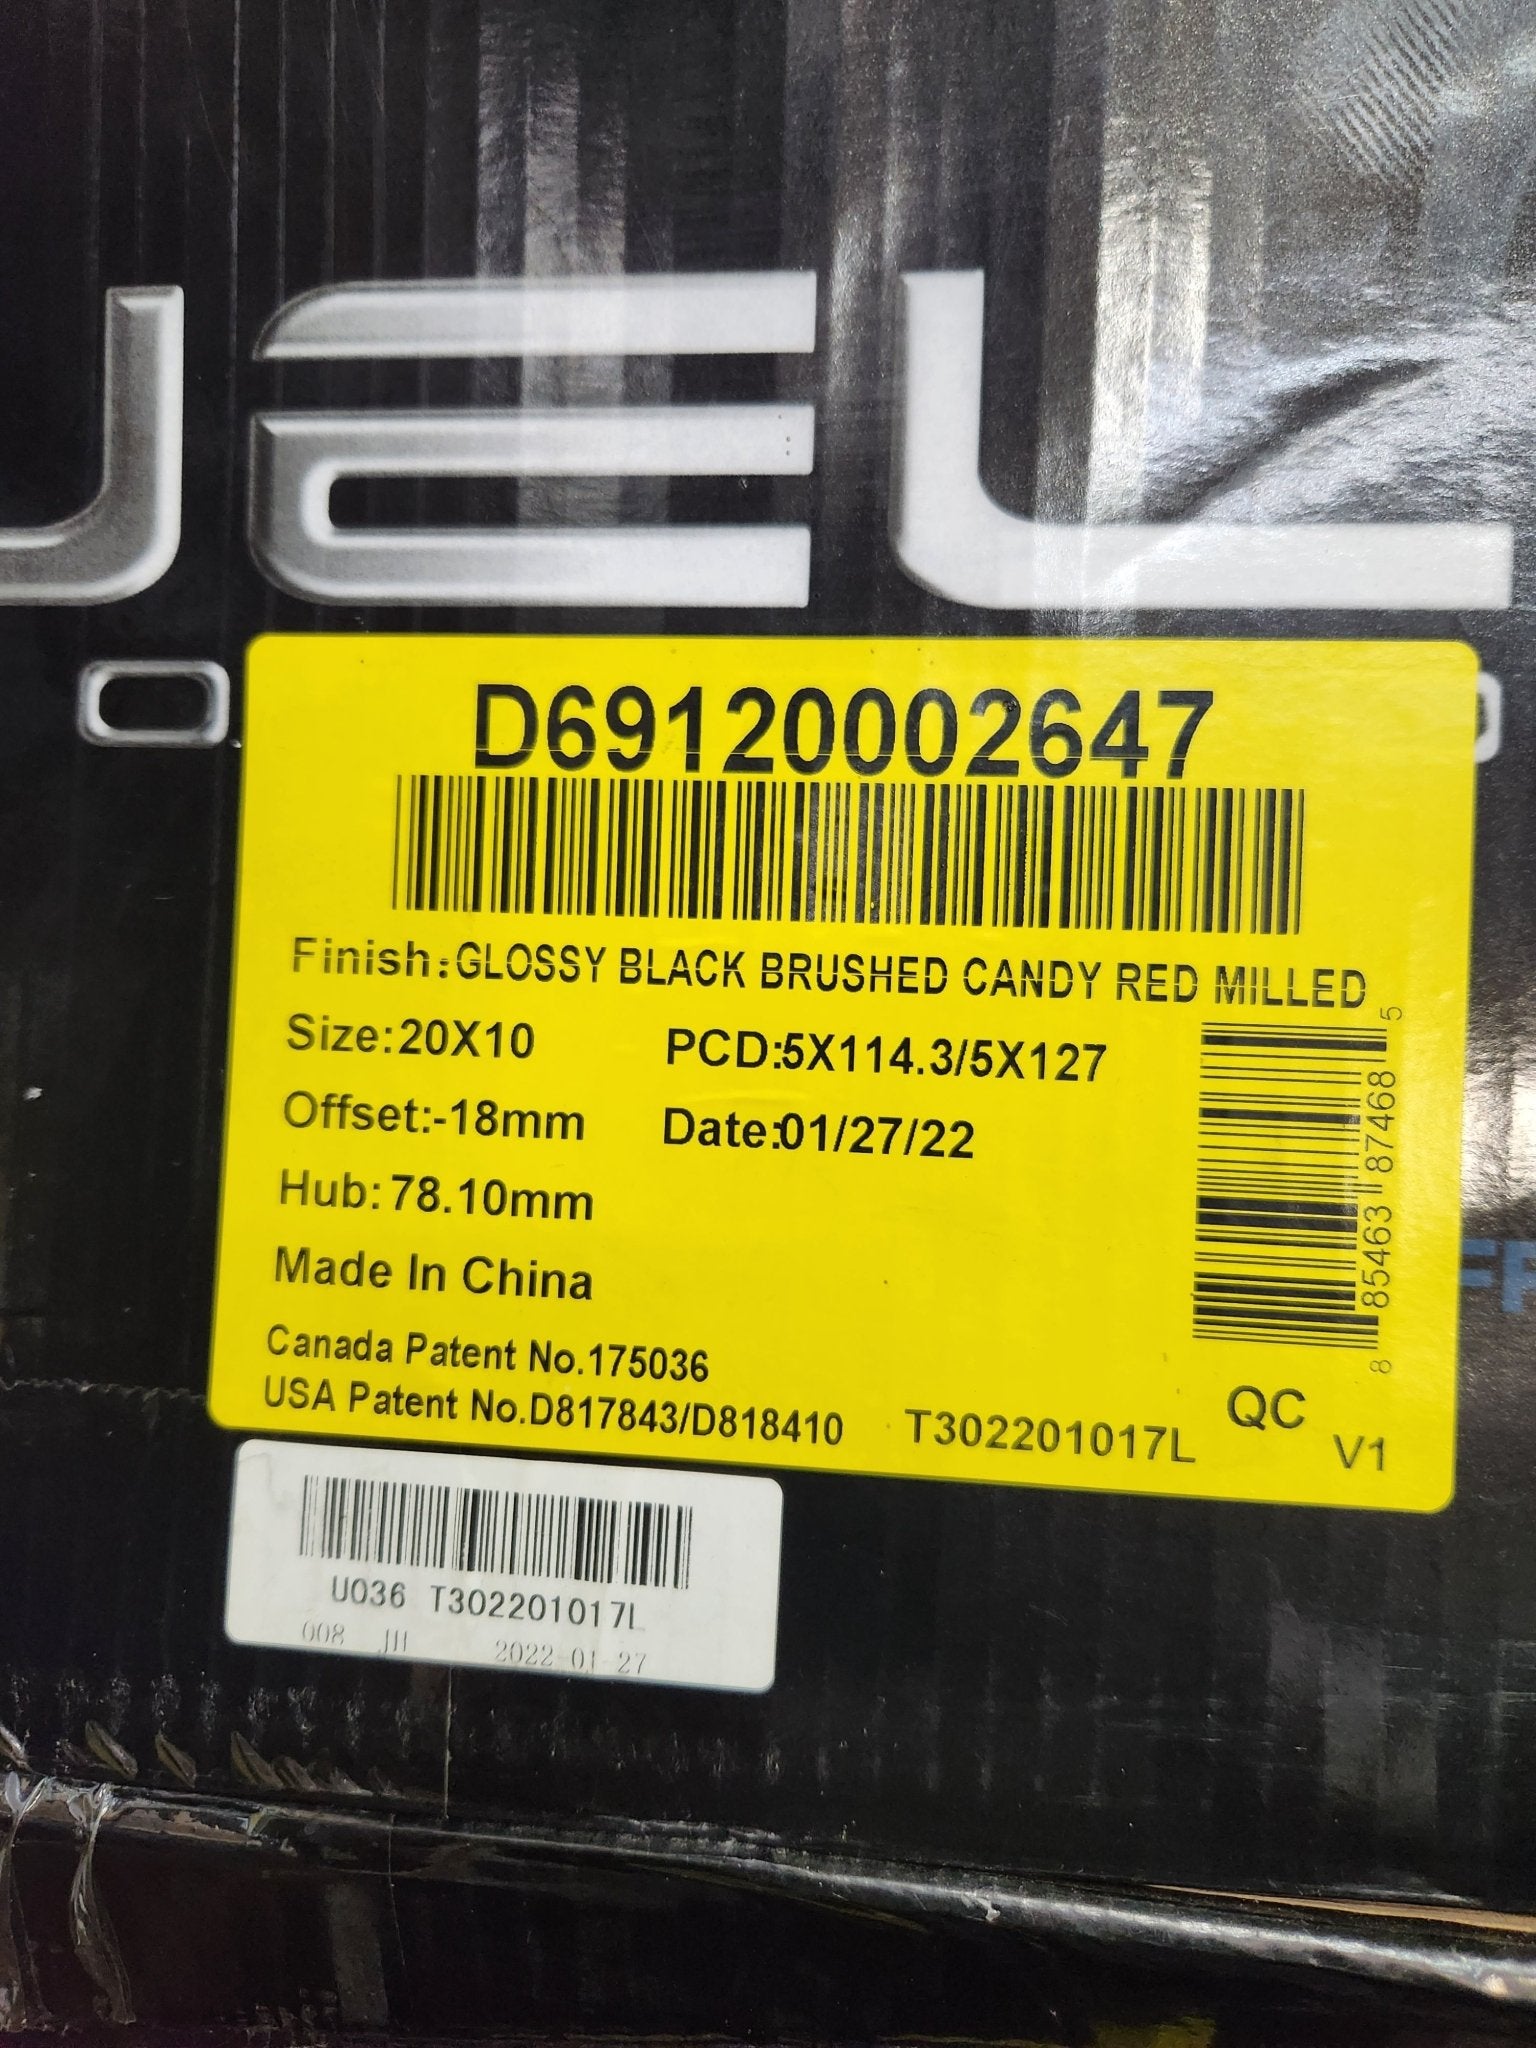 UEL
D69120002647
Finish:GLOSSY BLACK BRUSHED CANDY RED MILLED
Size:20X10 PCD:5X114.3/5X127
Offset:-18mm Date:01/27/22
Hub:78.10mm
Made In China
Canada Patent No.175036
USA Patent No.D817843/D818410 T302201017L QC V1
8 85463 87468 5
U036 T302201017L
008 JH 2022-01-27